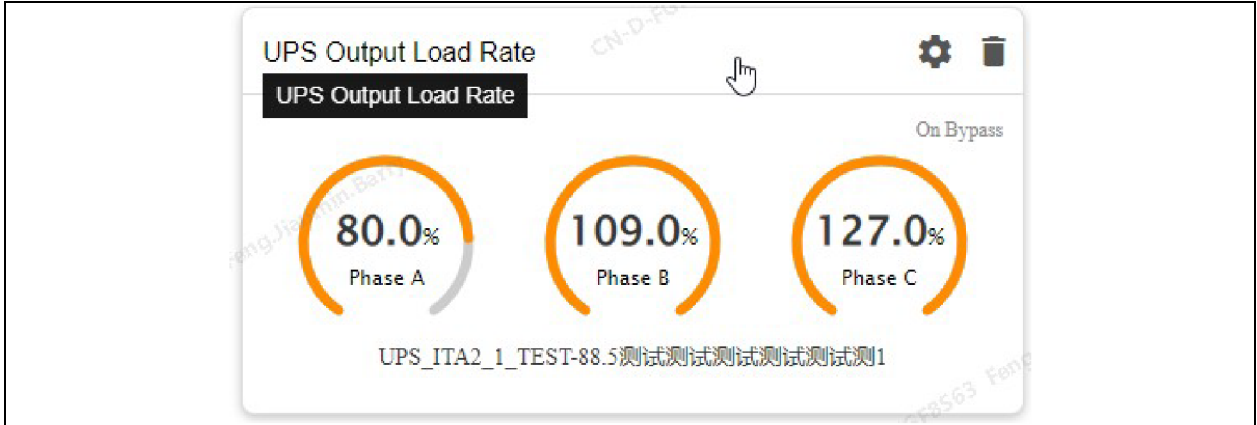 UPS Output Load Rate
UPS Output Load Rate
On Bypass
80.0%
Phase A
109.0%
Phase B
127.0%
Phase C
UPS_ITA2_1_TEST-88.5测试测试测试测试测试测1